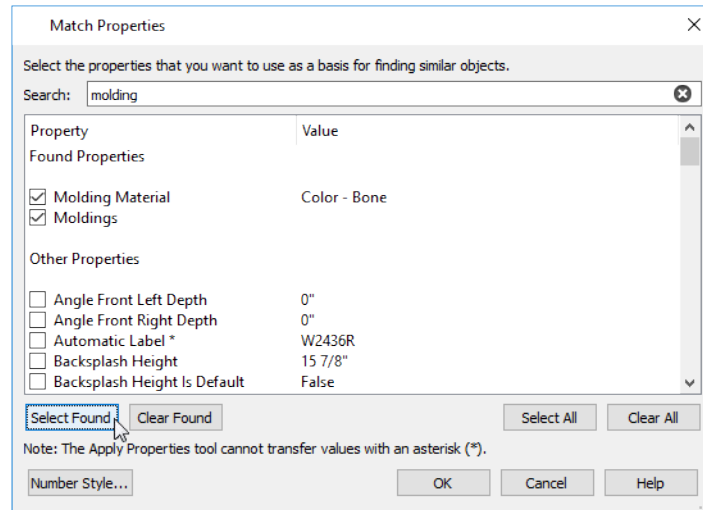 Match Properties
Select the properties that you want to use as a basis for finding similar objects.
Search: molding
Property Value
Found Properties
Molding Material Color - Bone
Moldings
Other Properties
Angle Front Left Depth 0"
Angle Front Right Depth 0"
Automatic Label * W2436R
Backsplash Height 15 7/8"
Backsplash Height Is Default False
Select Found Clear Found Select All Clear All
Note: The Apply Properties tool cannot transfer values with an asterisk (*).
Number Style... OK Cancel Help